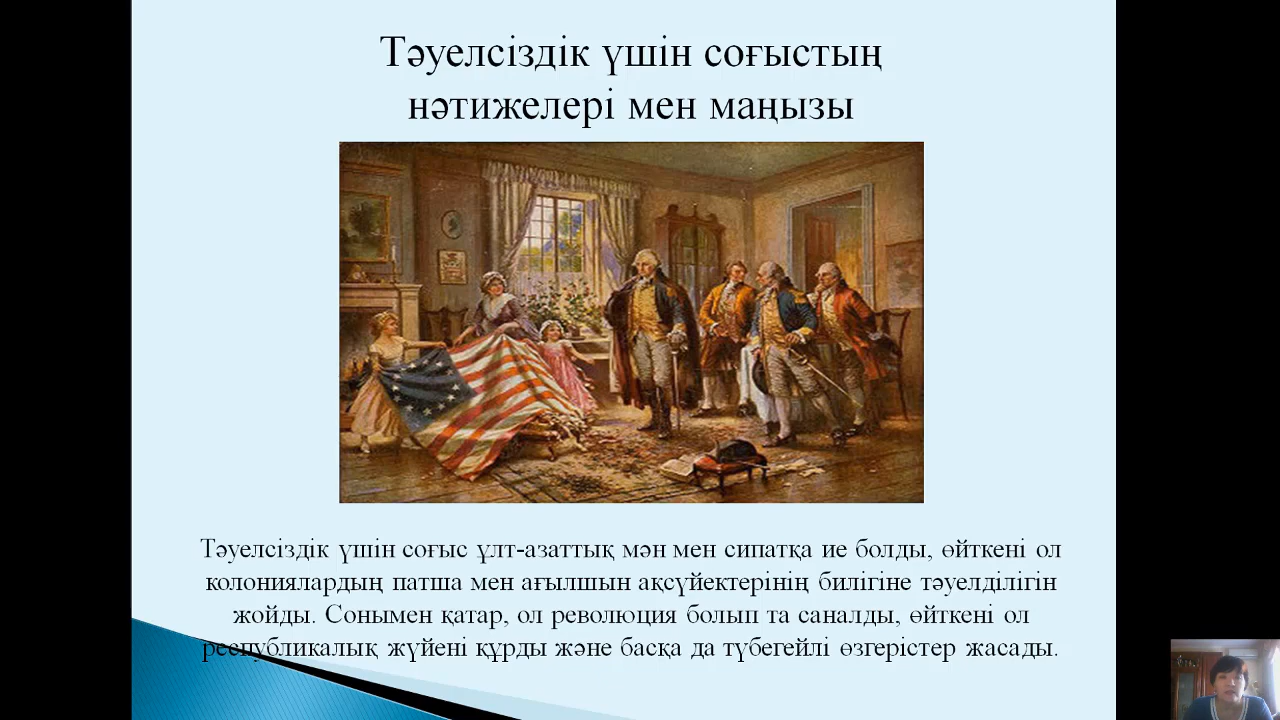 Тәуелсіздік үшін соғыстың
нәтижелері мен маңызы
Тәуелсіздік үшін соғыс ұлт-азаттық мән мен сипатқа ие болды, өйткені ол
колониялардың патша мен ағылшын ақсүйектерінің билігіне тәуелділігін
жойды. Сонымен қатар, ол революция болып та саналды, өйткені ол
республикалық жүйені құрды және басқа да түбегейлі өзгерістер жасады.